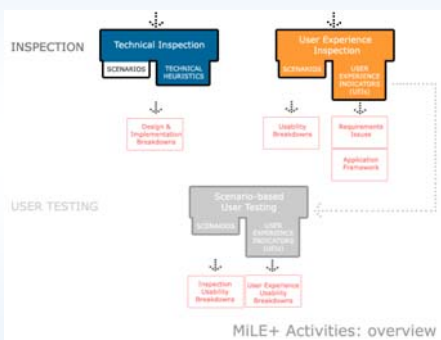 INSPECTION
Technical Inspection
SCENARIOS
TECHNICAL
HEURISTICS
User Experience
Inspection
SCENARIOS
USER
EXPERIENCE
INDICATORS
(UEIs)
Design &
Implementation
Breakdowns
Usability
Breakdowns
Requirements
Issues
Application
Framework
USER TESTING
Scenario-based
User Testing
SCENARIOS
USER
EXPERIENCE
INDICATORS
(UEIs)
Inspection
Usability
Breakdowns
User Experience
Usability
Breakdowns
MiLE+ Activities: overview